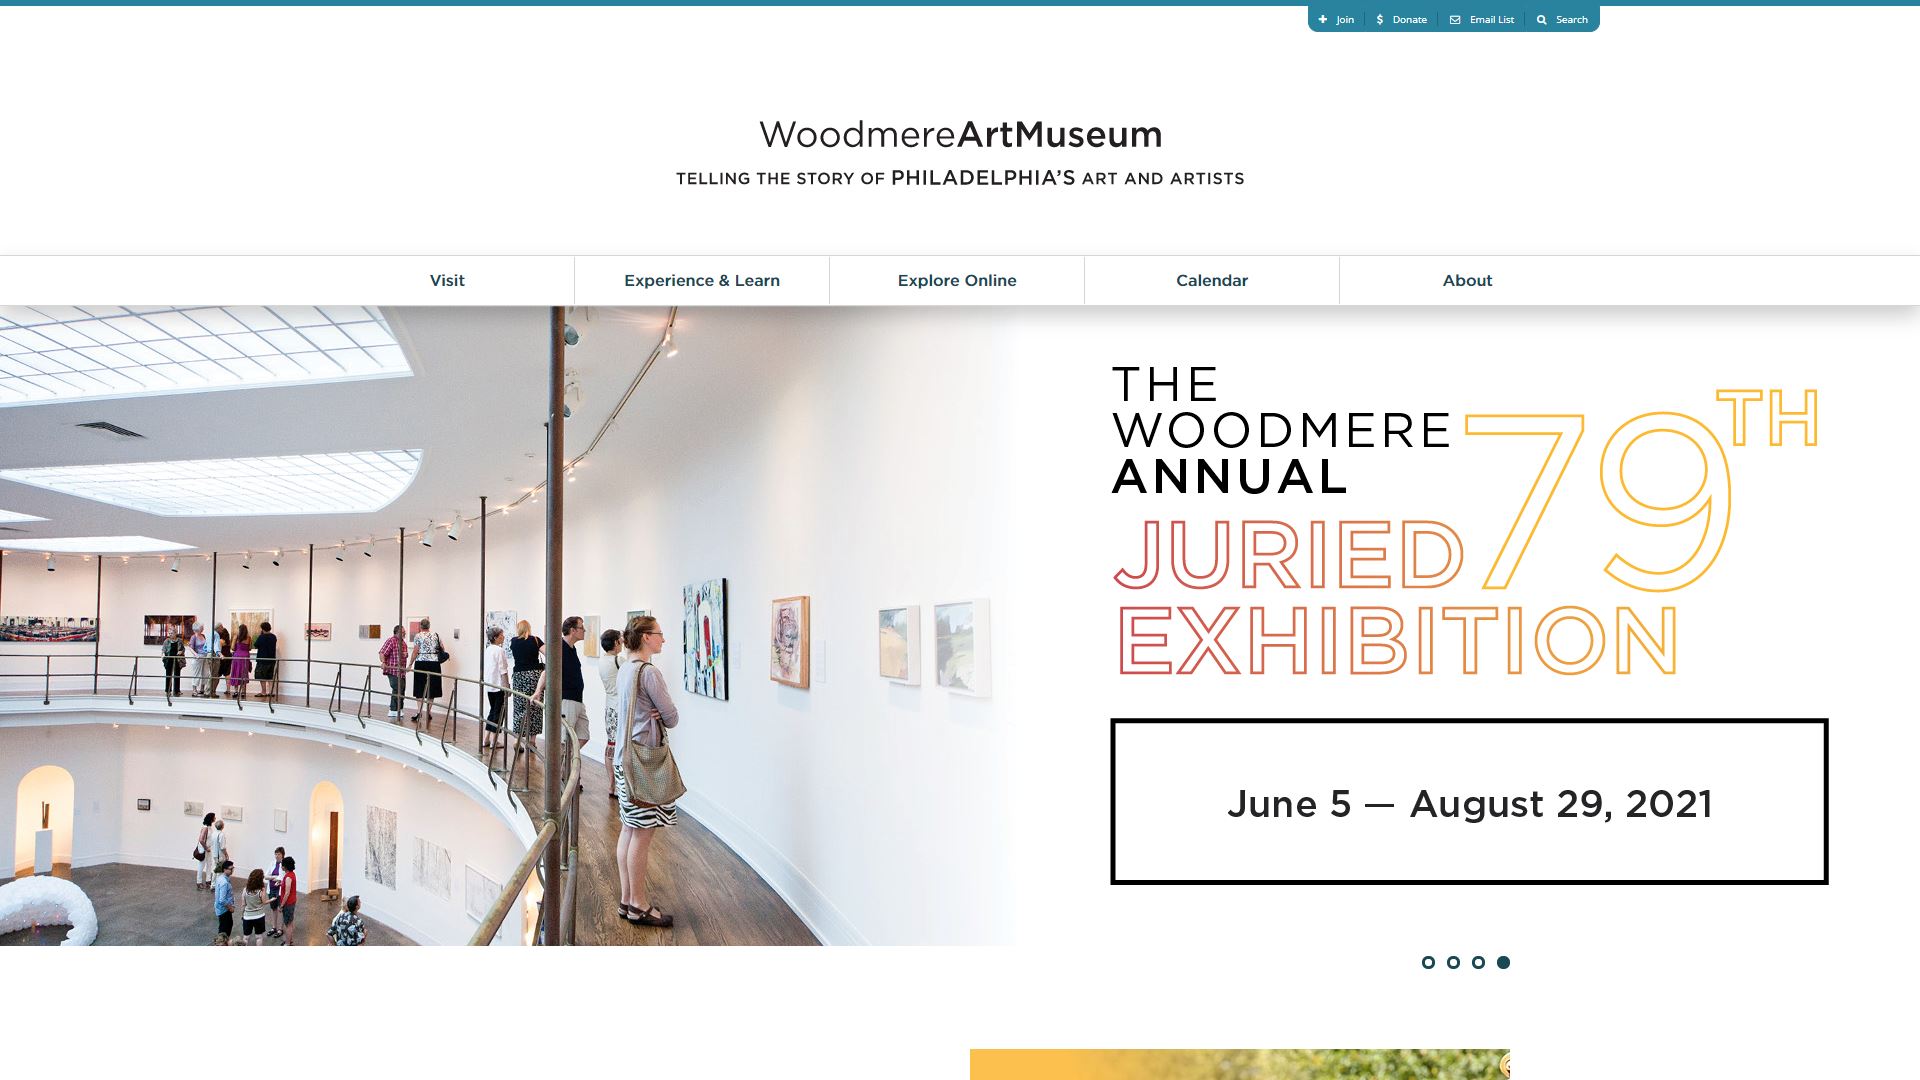 Join
Donate
Email List
Search
WoodmereArtMuseum
TELLING THE STORY OF PHILADELPHIA'S ART AND ARTISTS
Visit
Experience & Learn
Explore Online
Calendar
About
THE
WOODMERE
ANNUAL
79TH
JURIED
EXHIBITION
June 5 — August 29, 2021